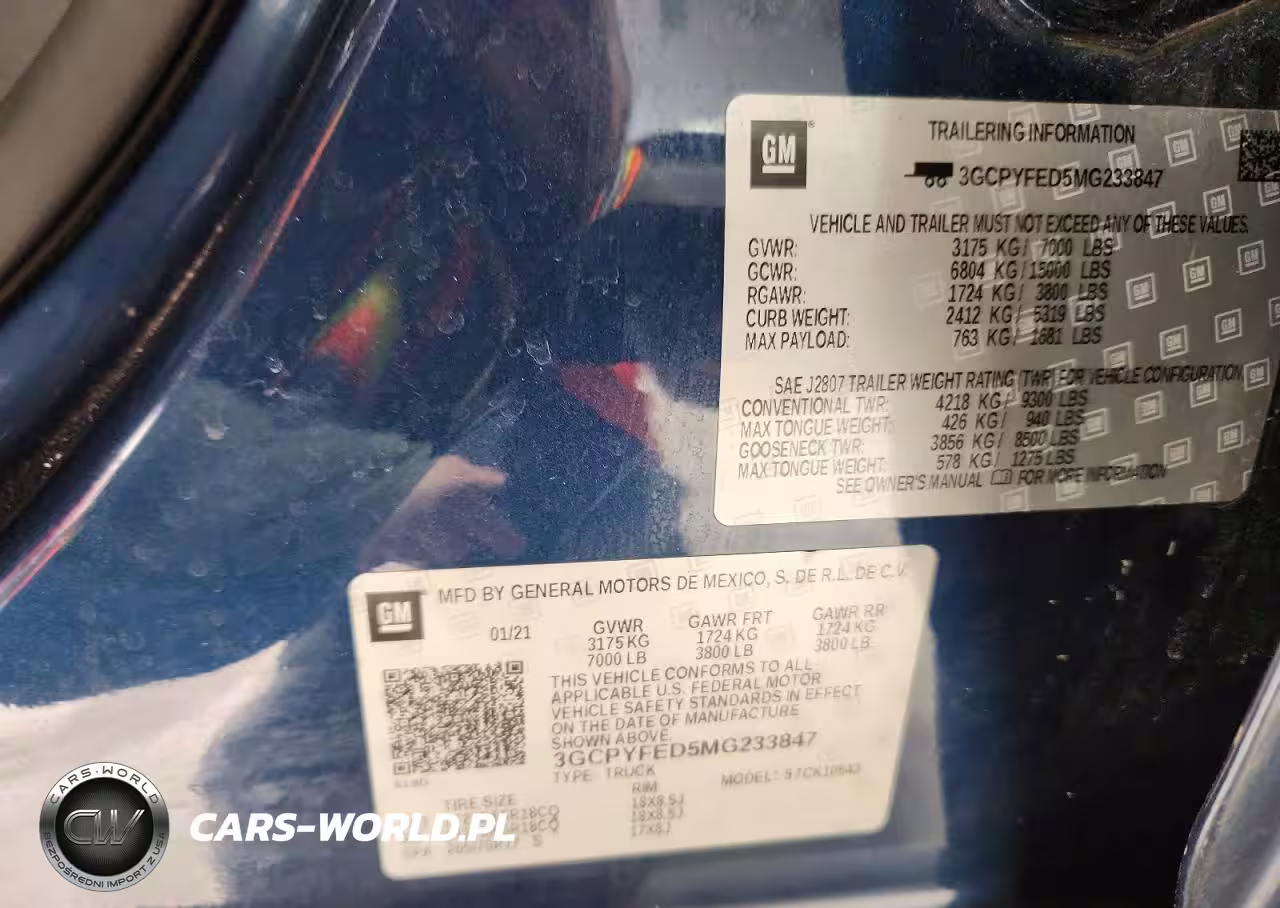 GM
TRAILERING INFORMATION
3GCPYFED5MG233847
VEHICLE AND TRAILER MUST NOT EXCEED ANY OF THESE VALUES.
GVWR: 3175 KG/ 7000 LBS
GCWR: 6804 KG/ 15000 LBS
RGAWR: 1724 KG/ 3800 LBS
CURB WEIGHT: 2412 KG/ 5319 LBS
MAX PAYLOAD: 763 KG/ 1681 LBS
SAE J2807 TRAILER WEIGHT RATING (TWR) FOR VEHICLE CONFIGURATION
CONVENTIONAL TWR: 4218 KG/ 9300 LBS
MAX TONGUE WEIGHT: 426 KG/ 940 LBS
GOOSENECK TWR: 3856 KG/ 8500 LBS
MAX TONGUE WEIGHT: 578 KG/ 1275 LBS
SEE OWNER'S MANUAL FOR MORE INFORMATION
GM
MFD BY GENERAL MOTORS DE MEXICO, S. DE R.L. DE C.V.
01/21
GVWR GAWR FRT GAWR RR
3175 KG 1724 KG 1724 KG
7000 LB 3800 LB 3800 LB
THIS VEHICLE CONFORMS TO ALL
APPLICABLE U.S. FEDERAL MOTOR
VEHICLE SAFETY STANDARDS IN EFFECT
ON THE DATE OF MANUFACTURE
SHOWN ABOVE.
3GCPYFED5MG233847
TYPE: TRUCK MODEL:
TIRE SIZE RIM
18X8.5J
18X8.5J
17X8J
CARS-WORLD
CW
BEZPOŚREDNI IMPORT Z USA
CARS-WORLD.PL